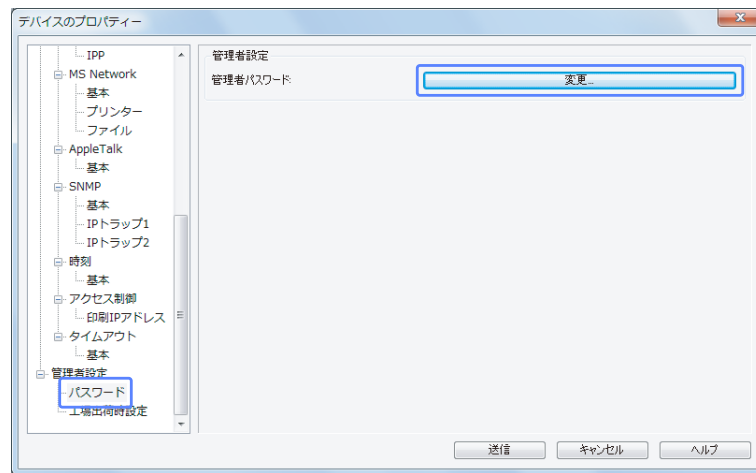 デバイスのプロパティー
IPP
MS Network
基本
プリンター
ファイル
AppleTalk
基本
SNMP
基本
IPトラップ1
IPトラップ2
時刻
基本
アクセス制御
印刷IPアドレス
タイムアウト
基本
管理者設定
パスワード
工場出荷時設定
管理者設定
管理者パスワード:
変更...
送信
キャンセル
ヘルプ